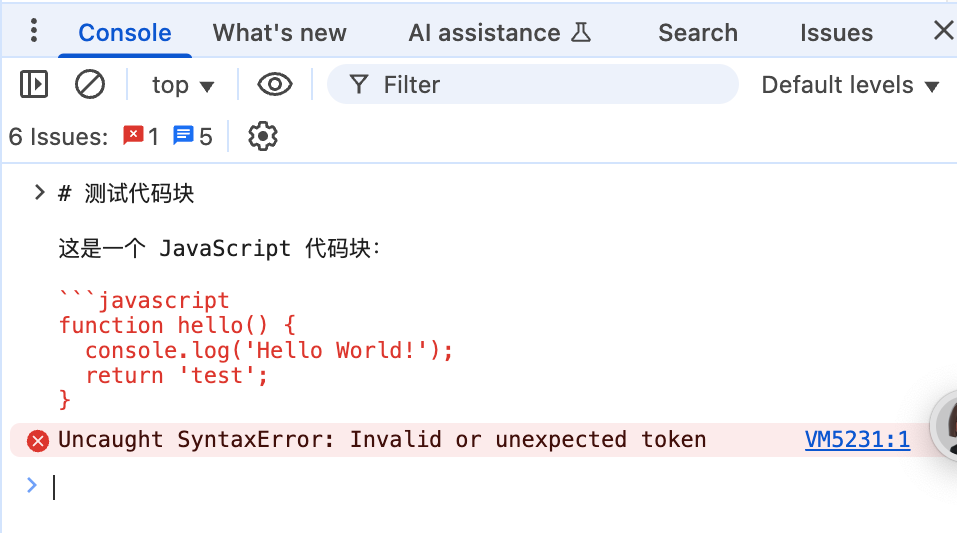 Console What's new AI assistance Search Issues
top Filter Default levels
6 Issues: 1 5
# 测试代码块
这是一个 JavaScript 代码块:
```javascript
function hello() {
  console.log('Hello World!');
  return 'test';
}
Uncaught SyntaxError: Invalid or unexpected token VM5231:1